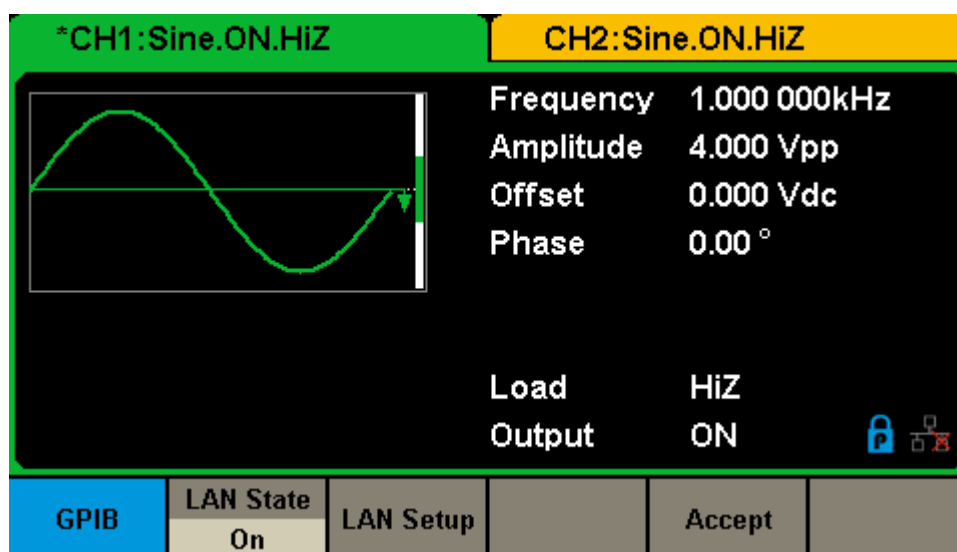 *CH1:Sine.ON.HiZ
CH2:Sine.ON.HiZ
Frequency 1.000 000kHz
Amplitude 4.000 Vpp
Offset 0.000 Vdc
Phase 0.00 °
Load HiZ
Output ON
P
GPIB
LAN State
On
LAN Setup
Accept